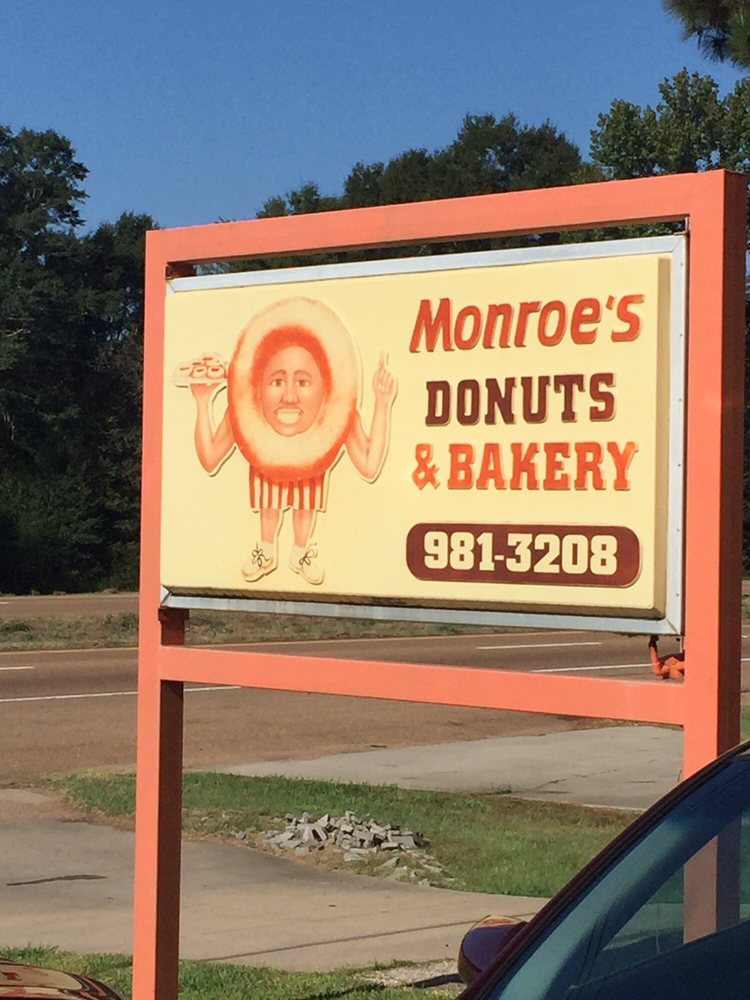 Monroe's
DONUTS
& BAKERY
981-3208